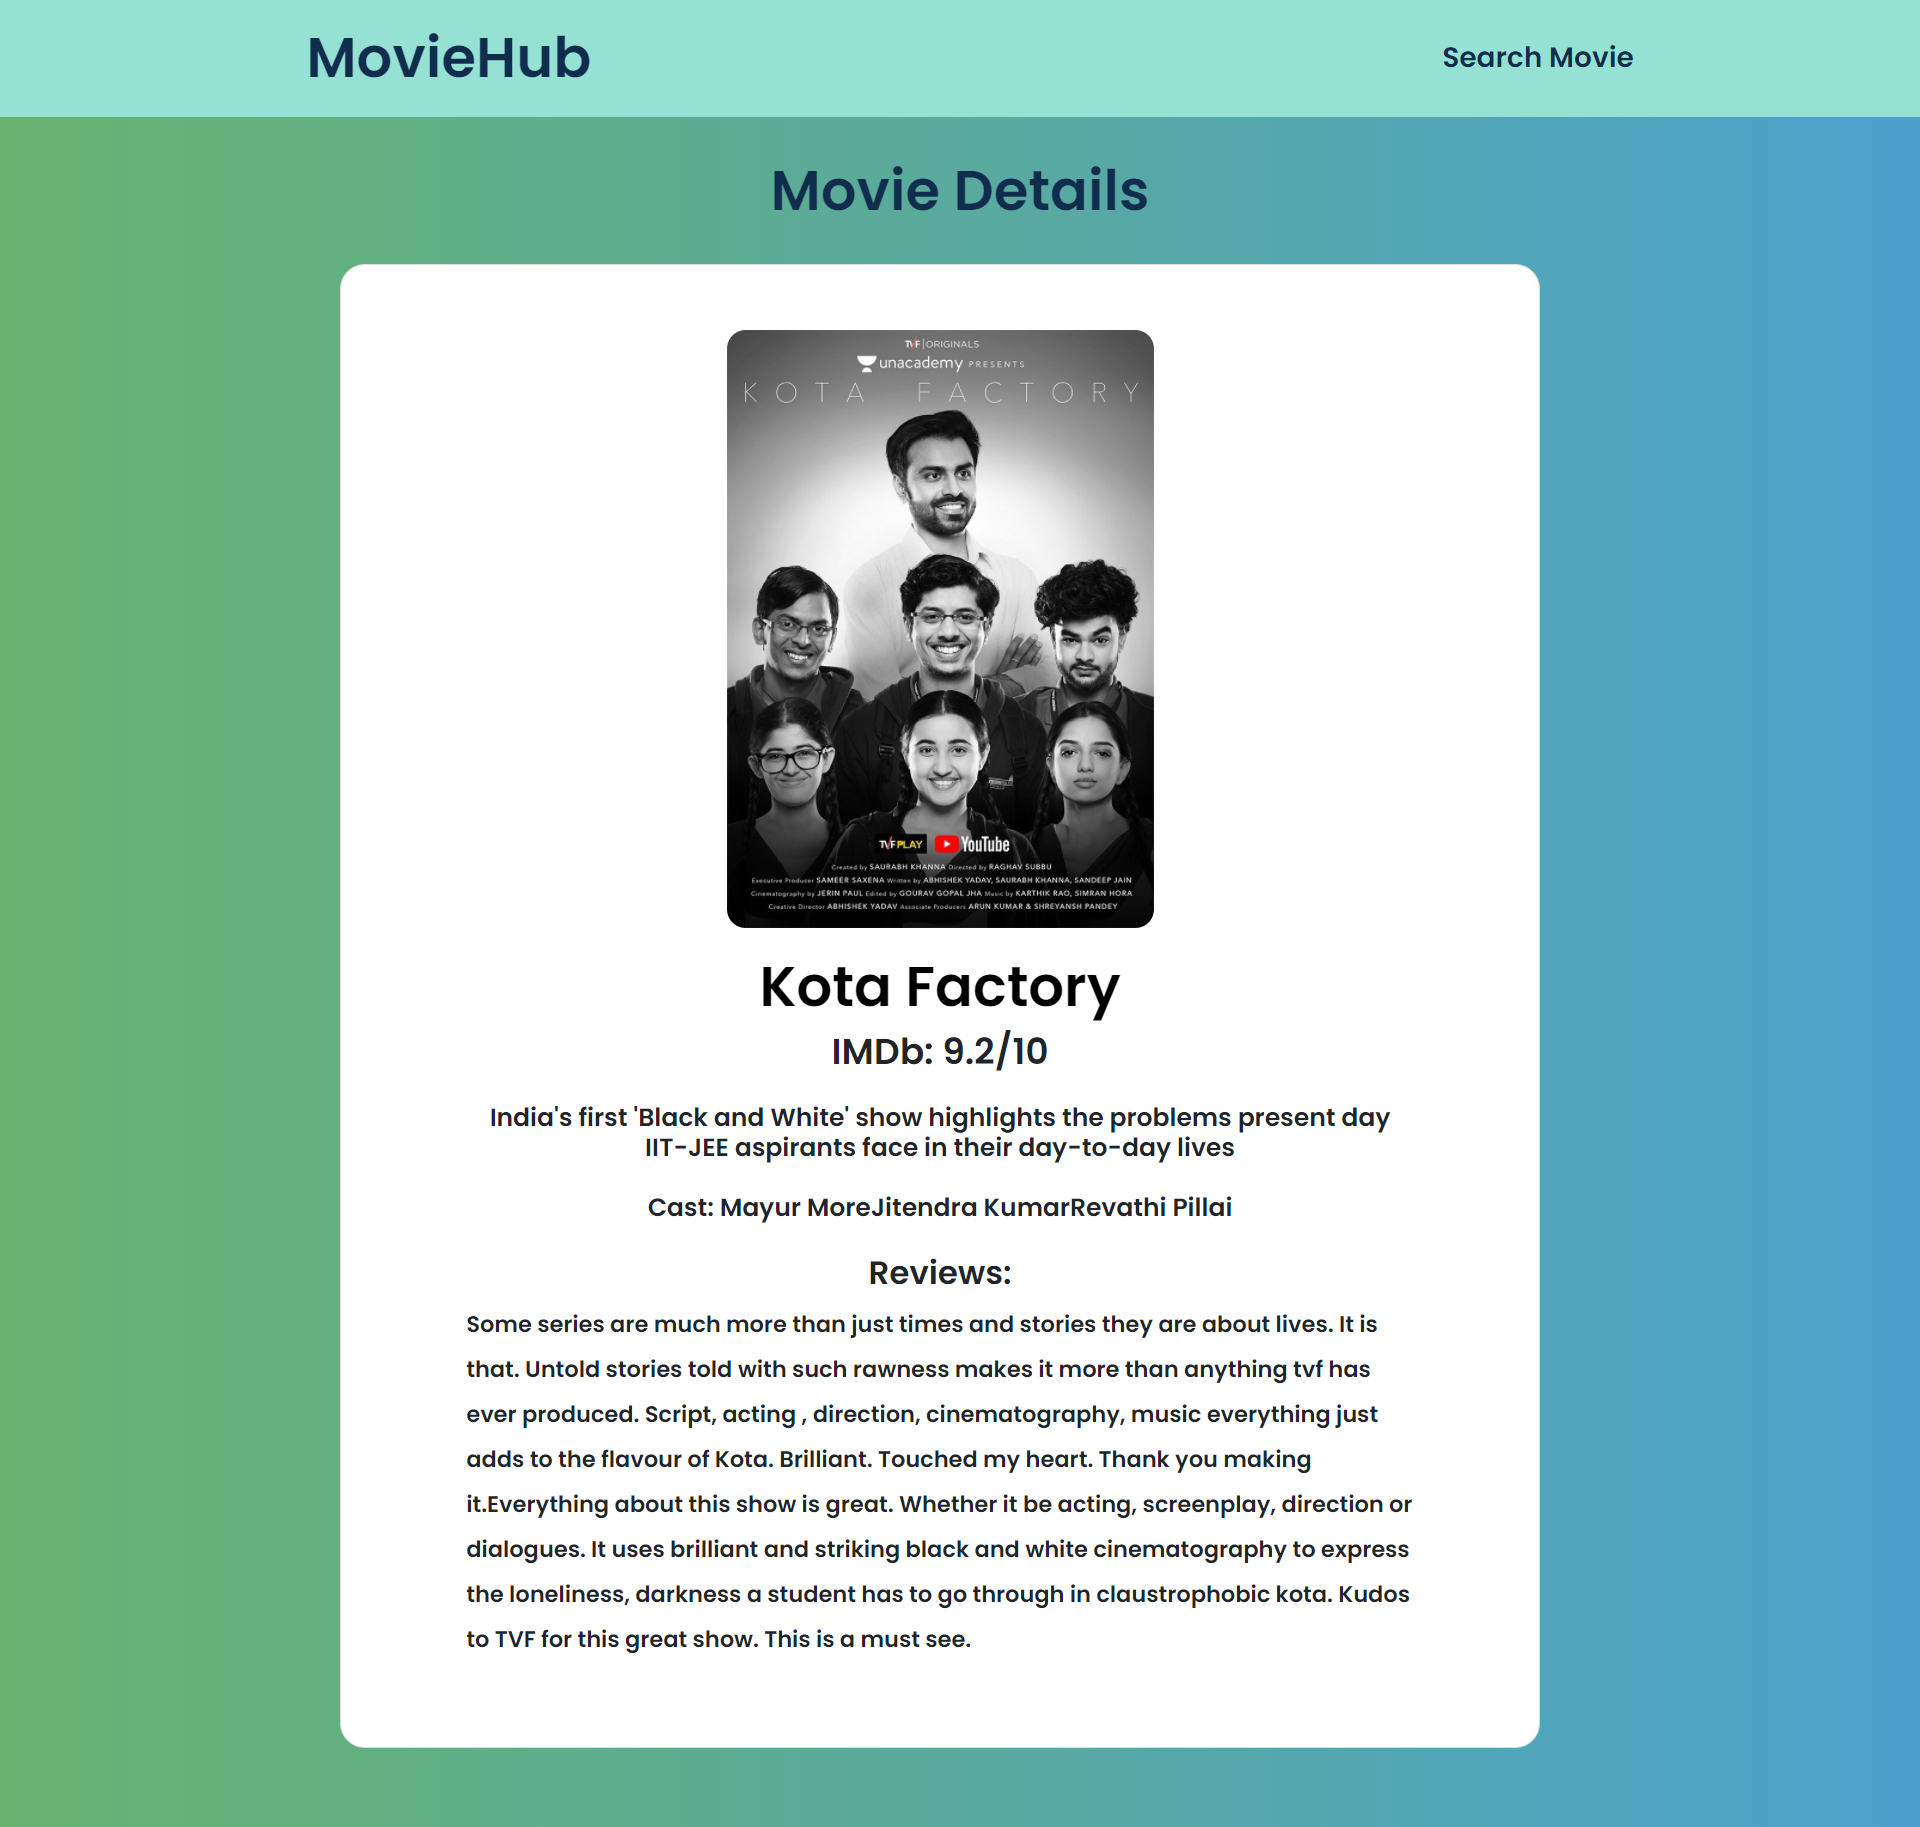 MovieHub
Search Movie
Movie Details
TVF | ORIGINALS
unacademy PRESENTS
KOTA FACTORY
TVFPLAY YouTube
Created by SAURABH KHANNA Directed by RAGHAV SUBBU
Executive Producer SAMEER SAXENA Written by ABHISHEK YADAV, SAURABH KHANNA, SANDEEP JAIN
Cinematography by JERIN PAUL Edited by GOURAV GOPAL JHA Music by KARTHIK RAO, SIMRAN HORA
Creative Director ABHISHEK YADAV Associate Producers ARUN KUMAR & SHREYANSH PANDEY
Kota Factory
IMDb: 9.2/10
India's first 'Black and White' show highlights the problems present day
IIT-JEE aspirants face in their day-to-day lives
Cast: Mayur MoreJitendra KumarRevathi Pillai
Reviews:
Some series are much more than just times and stories they are about lives. It is
that. Untold stories told with such rawness makes it more than anything tvf has
ever produced. Script, acting , direction, cinematography, music everything just
adds to the flavour of Kota. Brilliant. Touched my heart. Thank you making
it.Everything about this show is great. Whether it be acting, screenplay, direction or
dialogues. It uses brilliant and striking black and white cinematography to express
the loneliness, darkness a student has to go through in claustrophobic kota. Kudos
to TVF for this great show. This is a must see.